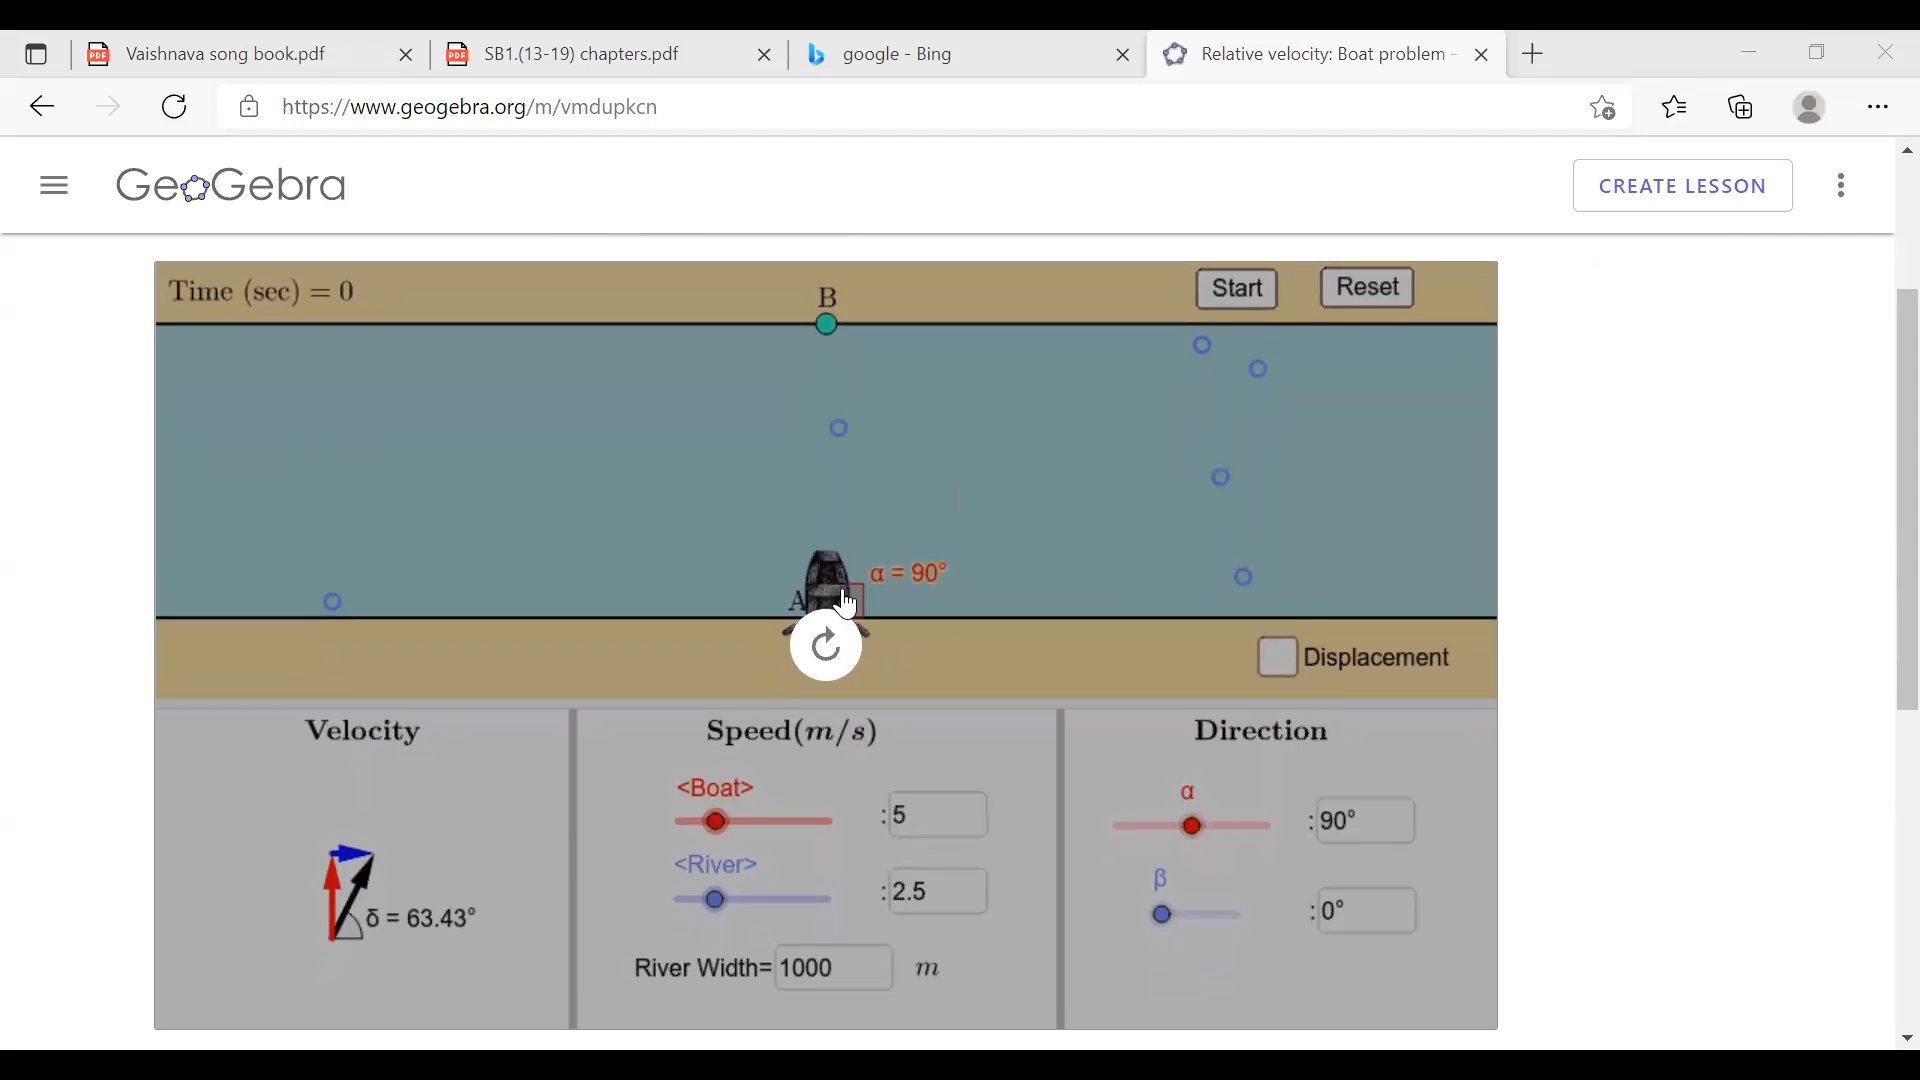 Vaishnava song book.pdf
SB1.(13-19) chapters.pdf
google - Bing
Relative velocity: Boat problem -
https://www.geogebra.org/m/vmdupkcn
GeoGebra
CREATE LESSON
Time (sec) = 0
B
Start
Reset
α = 90°
A
Displacement
Velocity
Speed(m/s)
Direction
<Boat>
:5
α
:90°
<River>
:2.5
β
:0°
δ = 63.43°
River Width= 1000 m